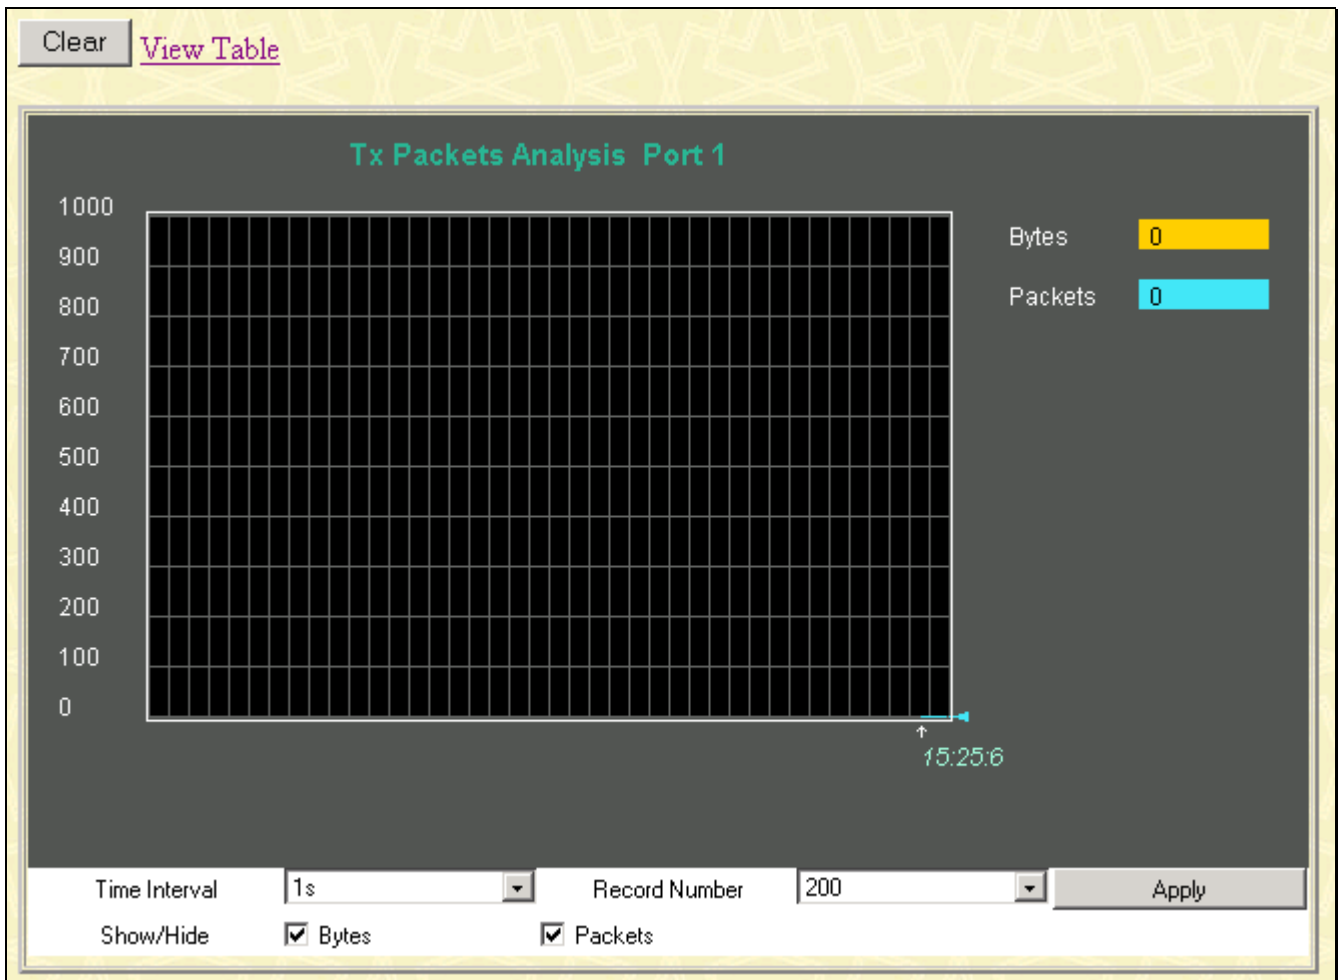 Clear View Table
Tx Packets Analysis Port 1
1000
900
800
700
600
500
400
300
200
100
0
Bytes 0
Packets 0
15:25:6
Time Interval 1s Record Number 200 Apply
Show/Hide Bytes Packets